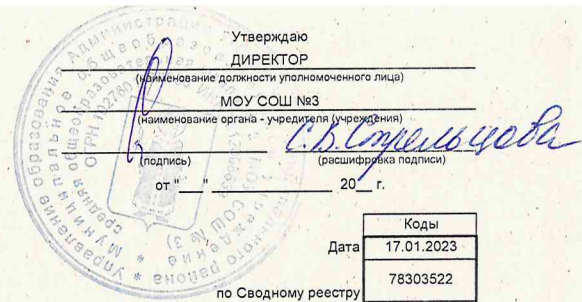 Утверждаю
ДИРЕКТОР
(наименование должности уполномоченного лица)
МОУ СОШ №3
(наименование органа - учредителя (учреждения)
С.В. Стрельцова
(подпись) (расшифровка подписи)
от "___" ____________ 20__ г.
Коды
Дата 17.01.2023
по Сводному реестру 78303522